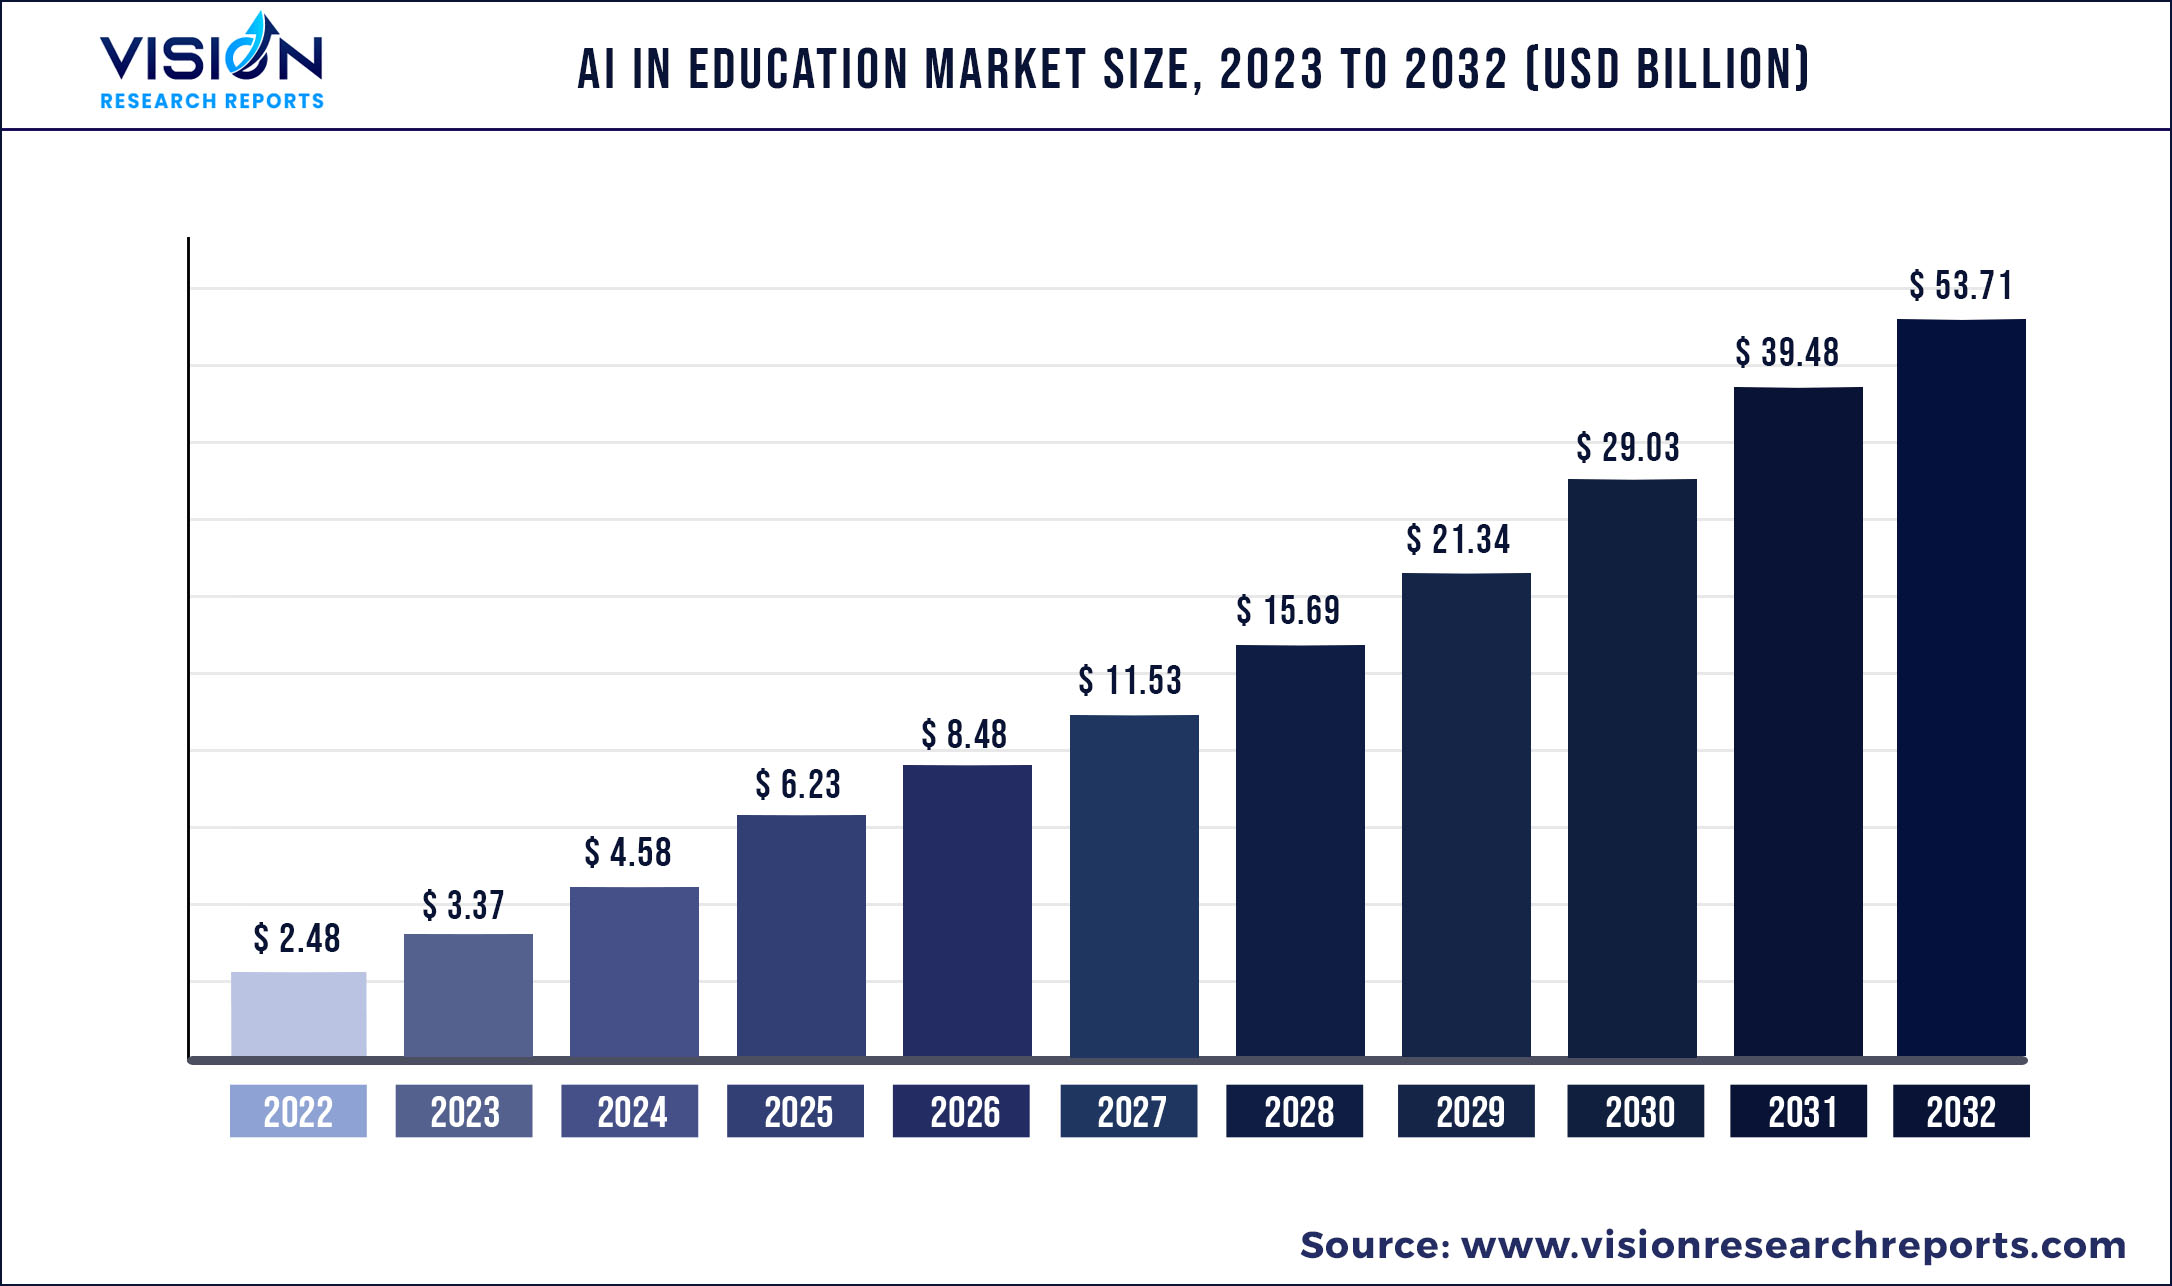 VISION
RESEARCH REPORTS
AI IN EDUCATION MARKET SIZE, 2023 TO 2032 (USD BILLION)
$ 2.48
$ 3.37
$ 4.58
$ 6.23
$ 8.48
$ 11.53
$ 15.69
$ 21.34
$ 29.03
$ 39.48
$ 53.71
2022 2023 2024 2025 2026 2027 2028 2029 2030 2031 2032
Source: www.visionresearchreports.com